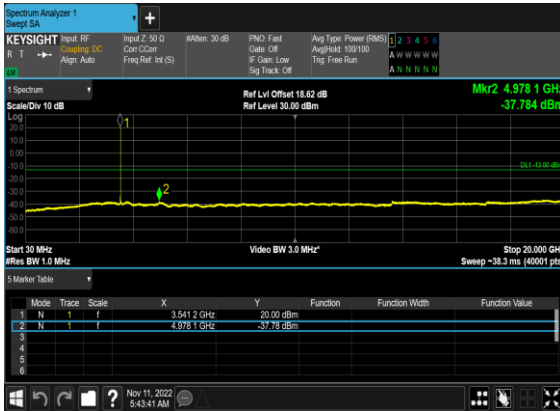 Spectrum Analyzer 1
Swept SA
+
KEYSIGHT Input: RF Input Z: 50 Ω #Atten: 30 dB PNO: Fast Avg Type: Power (RMS) 1 2 3 4 5 6
R T Coupling: DC Corr CCorr Gate: Off Avg|Hold: 100/100 A W W W W W
Align: Auto Freq Ref: Int (S) IF Gain: Low Trig: Free Run
Sig Track: Off A N N N N N
1 Spectrum Ref Lvl Offset 18.62 dB Mkr2 4.978 1 GHz
Scale/Div 10 dB Ref Level 30.00 dBm -37.784 dBm
Log
20.0
10.0
0.00
-10.0
DL1 -13.00 dBm
-20.0
-30.0
-40.0
-50.0
-60.0
1
2
Start 30 MHz Video BW 3.0 MHz* Stop 20.000 GHz
#Res BW 1.0 MHz Sweep ~38.3 ms (40001 pts)
5 Marker Table
Mode Trace Scale X Y Function Function Width Function Value
1 N 1 f 3.541 2 GHz 20.00 dBm
2 N 1 f 4.978 1 GHz -37.78 dBm
3
4
5
6
? Nov 11, 2022
5:43:41 AM